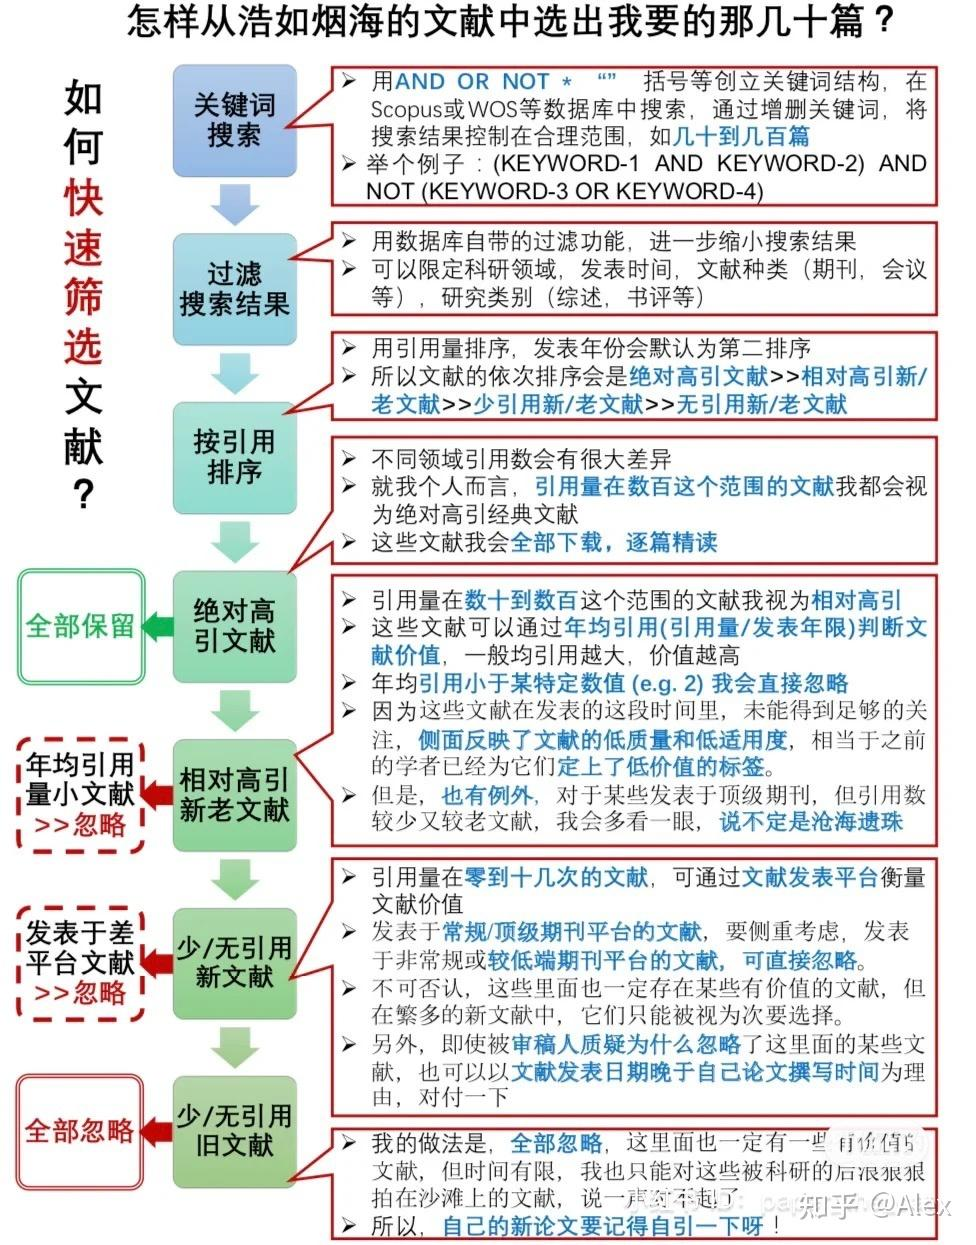 怎样从浩如烟海的文献中选出我要的那几十篇？
如何快速筛选文献？
关键词
搜索
➢ 用AND OR NOT * “” 括号等创立关键词结构，在
Scopus或WOS等数据库中搜索，通过增删关键词，将
搜索结果控制在合理范围，如几十到几百篇
➢ 举个例子：(KEYWORD-1 AND KEYWORD-2) AND
NOT (KEYWORD-3 OR KEYWORD-4)
过滤
搜索结果
➢ 用数据库自带的过滤功能，进一步缩小搜索结果
➢ 可以限定科研领域，发表时间，文献种类（期刊，会议
等），研究类别（综述，书评等）
按引用
排序
➢ 用引用量排序，发表年份会默认为第二排序
➢ 所以文献的依次排序会是绝对高引文献>>相对高引新/
老文献>>少引用新/老文献>>无引用新/老文献
绝对高
引文献
全部保留
➢ 不同领域引用数会有很大差异
➢ 就我个人而言，引用量在数百这个范围的文献我都会视
为绝对高引经典文献
➢ 这些文献我会全部下载，逐篇精读
相对高引
新老文献
年均引用
量小文献
>>忽略
➢ 引用量在数十到数百这个范围的文献我视为相对高引
➢ 这些文献可以通过年均引用(引用量/发表年限)判断文
献价值，一般均引用越大，价值越高
➢ 年均引用小于某特定数值 (e.g. 2) 我会直接忽略
➢ 因为这些文献在发表的这段时间里，未能得到足够的关
注，侧面反映了文献的低质量和低适用度，相当于之前
的学者已经为它们定上了低价值的标签。
➢ 但是，也有例外，对于某些发表于顶级期刊，但引用数
较少又较老文献，我会多看一眼，说不定是沧海遗珠
少/无引用
新文献
发表于差
平台文献
>>忽略
➢ 引用量在零到十几次的文献，可通过文献发表平台衡量
文献价值
➢ 发表于常规/顶级期刊平台的文献，要侧重考虑，发表
于非常规或较低端期刊平台的文献，可直接忽略。
➢ 不可否认，这些里面也一定存在某些有价值的文献，但
在繁多的新文献中，它们只能被视为次要选择。
➢ 另外，即使被审稿人质疑为什么忽略了这里面的某些文
献，也可以以文献发表日期晚于自己论文撰写时间为理
由，对付一下
少/无引用
旧文献
全部忽略
➢ 我的做法是，全部忽略，这里面也一定有一些有价值的
文献，但时间有限，我也只能对这些被科研的后浪狠狠
拍在沙滩上的文献，说一声对不起了
➢ 所以，自己的新论文要记得自引一下呀！
小红书ID:
知乎 @Alex